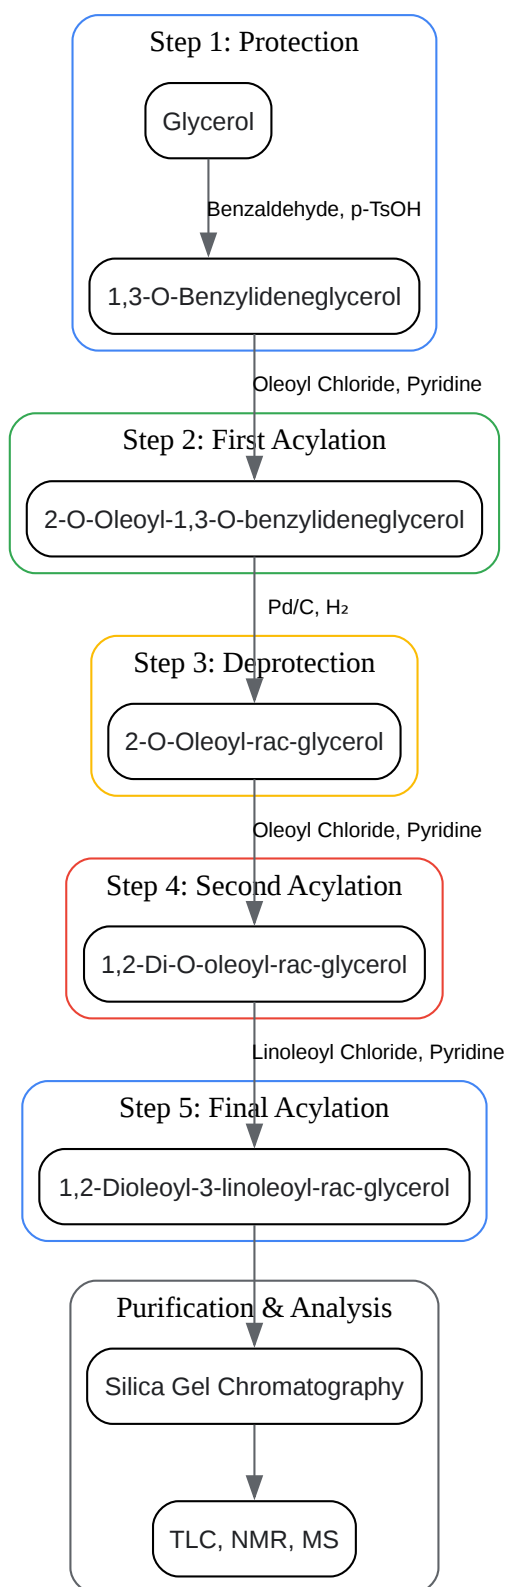 Step 1: Protection
Glycerol
Benzaldehyde, p-TsOH
1,3-O-Benzylideneglycerol
Oleoyl Chloride, Pyridine
Step 2: First Acylation
2-O-Oleoyl-1,3-O-benzylideneglycerol
Pd/C, H₂
Step 3: Deprotection
2-O-Oleoyl-rac-glycerol
Oleoyl Chloride, Pyridine
Step 4: Second Acylation
1,2-Di-O-oleoyl-rac-glycerol
Linoleoyl Chloride, Pyridine
Step 5: Final Acylation
1,2-Dioleoyl-3-linoleoyl-rac-glycerol
Purification & Analysis
Silica Gel Chromatography
TLC, NMR, MS